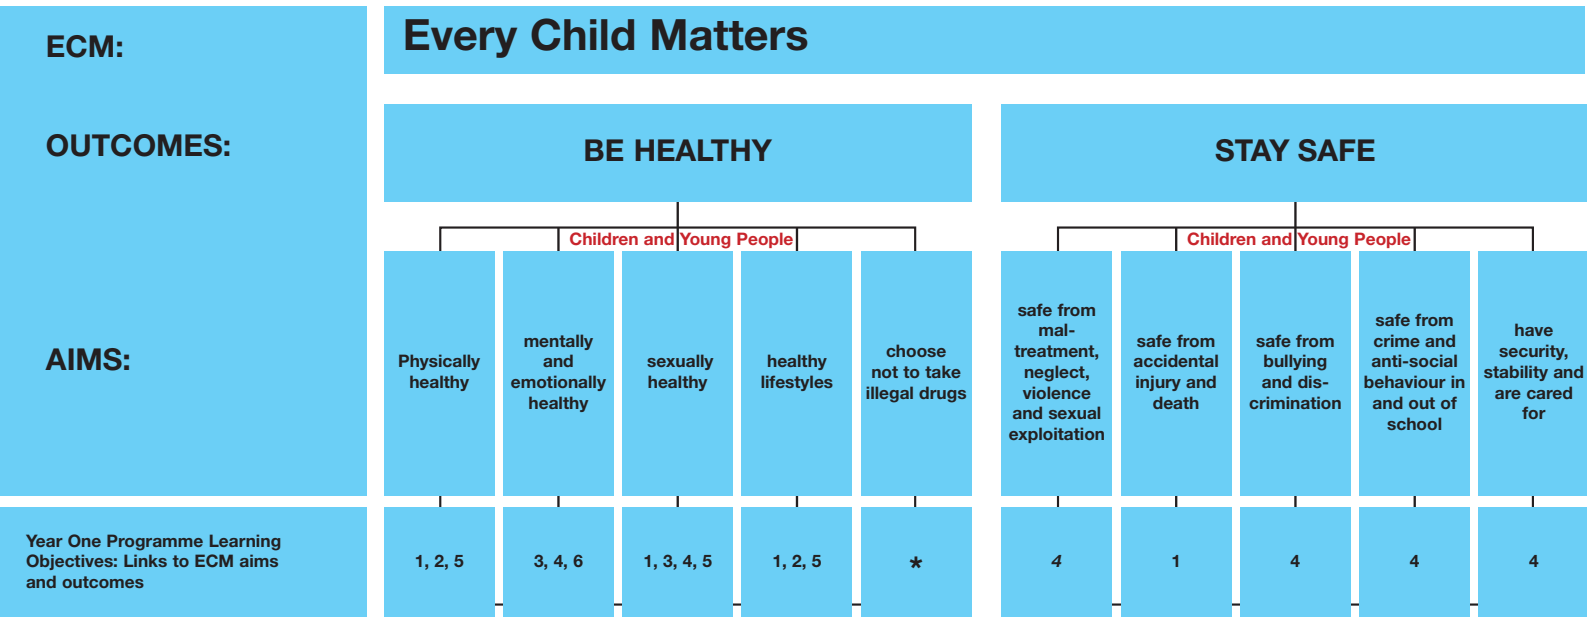 ECM:
Every Child Matters
OUTCOMES:
BE HEALTHY
STAY SAFE
Children and Young People
Children and Young People
AIMS:
Physically
healthy
mentally
and
emotionally
healthy
sexually
healthy
healthy
lifestyles
choose
not to take
illegal drugs
safe from
mal-
treatment,
neglect,
violence
and sexual
exploitation
safe from
accidental
injury and
death
safe from
bullying
and dis-
crimination
safe from
crime and
anti-social
behaviour in
and out of
school
have
security,
stability and
are cared
for
Year One Programme Learning
Objectives: Links to ECM aims
and outcomes
1, 2, 5
3, 4, 6
1, 3, 4, 5
1, 2, 5
*
4
1
4
4
4